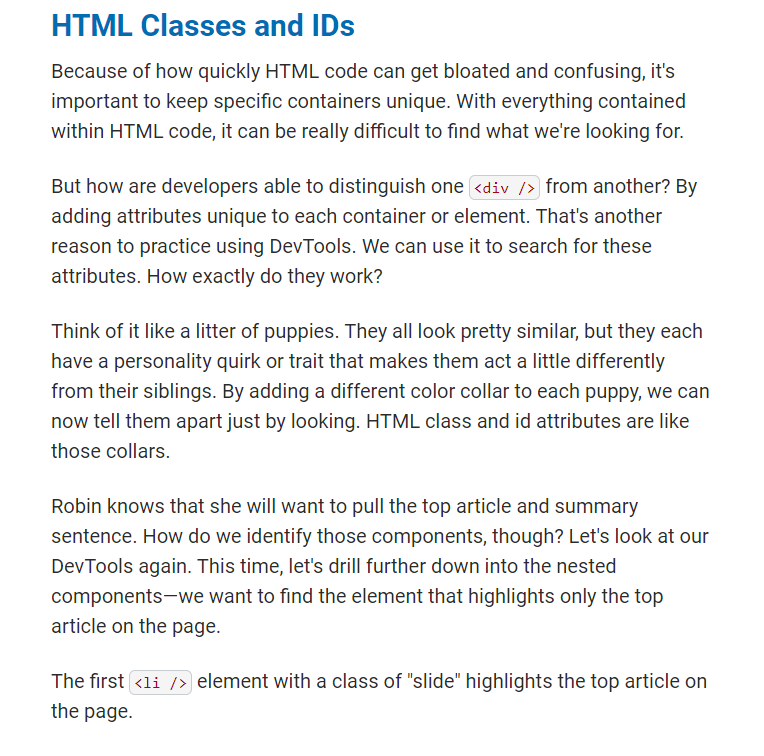 HTML Classes and IDs
Because of how quickly HTML code can get bloated and confusing, it's
important to keep specific containers unique. With everything contained
within HTML code, it can be really difficult to find what we're looking for.
But how are developers able to distinguish one <div /> from another? By
adding attributes unique to each container or element. That's another
reason to practice using DevTools. We can use it to search for these
attributes. How exactly do they work?
Think of it like a litter of puppies. They all look pretty similar, but they each
have a personality quirk or trait that makes them act a little differently
from their siblings. By adding a different color collar to each puppy, we can
now tell them apart just by looking. HTML class and id attributes are like
those collars.
Robin knows that she will want to pull the top article and summary
sentence. How do we identify those components, though? Let's look at our
DevTools again. This time, let's drill further down into the nested
components—we want to find the element that highlights only the top
article on the page.
The first <li /> element with a class of "slide" highlights the top article on
the page.